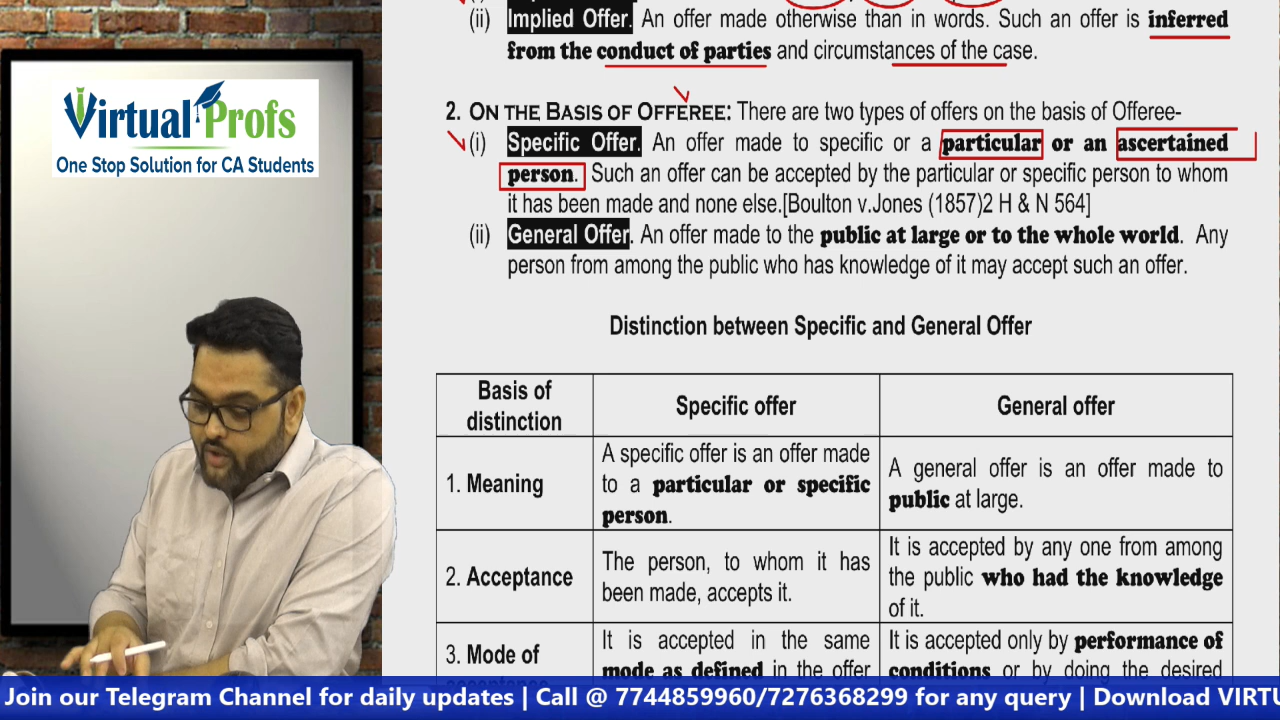 Virtual Profs
One Stop Solution for CA Students
(ii) Implied Offer. An offer made otherwise than in words. Such an offer is inferred
from the conduct of parties and circumstances of the case.
2. ON THE BASIS OF OFFEREE: There are two types of offers on the basis of Offeree-
(i) Specific Offer. An offer made to specific or a particular or an ascertained
person. Such an offer can be accepted by the particular or specific person to whom
it has been made and none else.[Boulton v.Jones (1857)2 H & N 564]
(ii) General Offer. An offer made to the public at large or to the whole world. Any
person from among the public who has knowledge of it may accept such an offer.
Distinction between Specific and General Offer
Basis of
distinction
Specific offer
General offer
1. Meaning
A specific offer is an offer made
to a particular or specific
person.
A general offer is an offer made to
public at large.
2. Acceptance
The person, to whom it has
been made, accepts it.
It is accepted by any one from among
the public who had the knowledge
of it.
3. Mode of
It is accepted in the same
mode as defined in the offer
It is accepted only by performance of
conditions or by doing the desired
Join our Telegram Channel for daily updates | Call @ 7744859960/7276368299 for any query | Download VIRTU